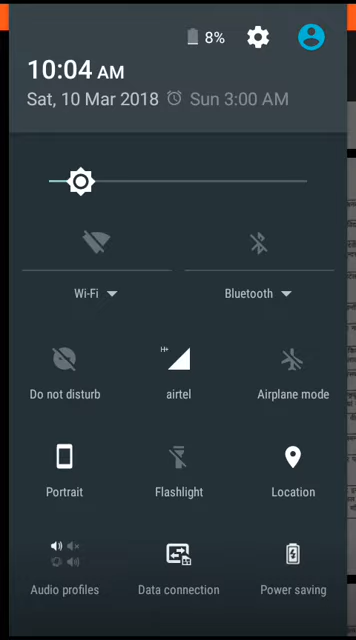 8%
10:04 AM
Sat, 10 Mar 2018 Sun 3:00 AM
Wi-Fi Bluetooth
H+
Do not disturb airtel Airplane mode
Portrait Flashlight Location
Audio profiles Data connection Power saving